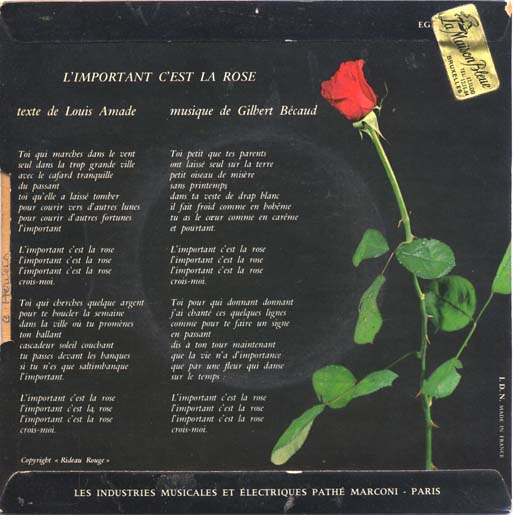 EG
La Maison Bleue
BRUXELLES
L'IMPORTANT C'EST LA ROSE
texte de Louis Amade
musique de Gilbert Bécaud
Toi qui marches dans le vent
seul dans la trop grande ville
avec le cafard tranquille
du passant
toi qu'elle a laissé tomber
pour courir vers d'autres lunes
pour courir d'autres fortunes
l'important
L'important c'est la rose
l'important c'est la rose
l'important c'est la rose
crois-moi.
Toi qui cherches quelque argent
pour te boucler la semaine
dans la ville où tu promènes
ton ballant
cascadeur soleil couchant
tu passes devant les banques
si tu n'es que saltimbanque
l'important.
L'important c'est la rose
l'important c'est la rose
l'important c'est la rose
crois-moi.
Toi petit que tes parents
ont laissé seul sur la terre
petit oiseau de misère
sans printemps
dans ta veste de drap blanc
il fait froid comme en bohême
tu as le cœur comme en carême
et pourtant.
L'important c'est la rose
l'important c'est la rose
l'important c'est la rose
crois-moi.
Toi pour qui donnant donnant
j'ai chanté ces quelques lignes
comme pour te faire un signe
en passant
dis à ton tour maintenant
que la vie n'a d'importance
que par une fleur qui danse
sur le temps :
L'important c'est la rose
l'important c'est la rose
l'important c'est la rose
crois-moi.
Copyright « Rideau Rouge »
I.D.N. MADE IN FRANCE
LES INDUSTRIES MUSICALES ET ÉLECTRIQUES PATHÉ MARCONI - PARIS